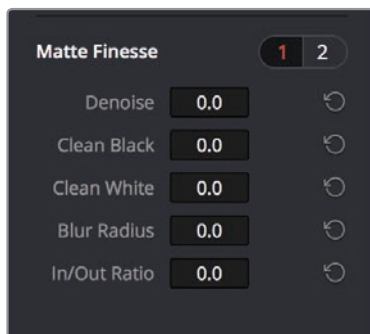 Matte Finesse 1 2
Denoise 0.0
Clean Black 0.0
Clean White 0.0
Blur Radius 0.0
In/Out Ratio 0.0